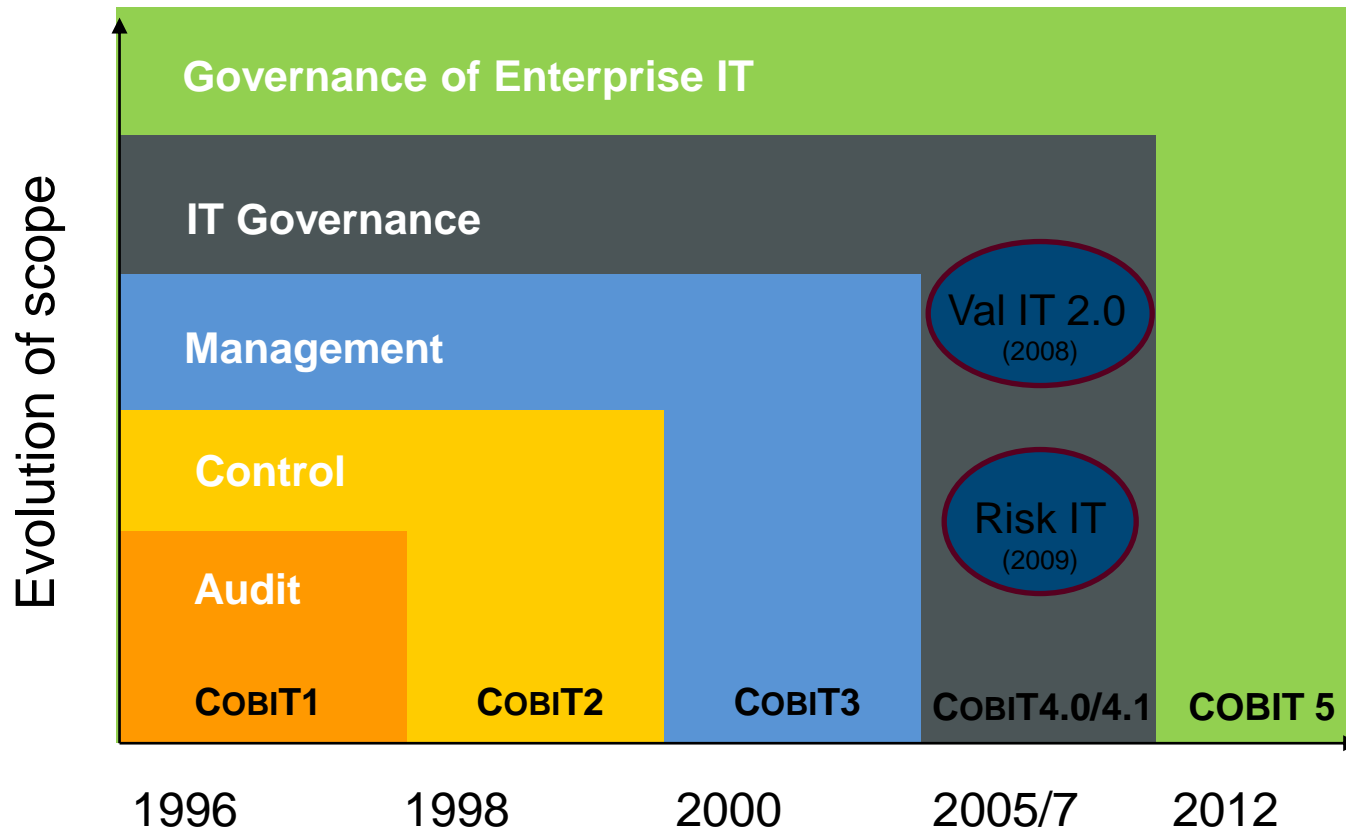 Governance of Enterprise IT
IT Governance
Val IT 2.0
(2008)
Management
Control
Risk IT
(2009)
Audit
COBIT1 COBIT2 COBIT3 COBIT4.0/4.1 COBIT 5
1996 1998 2000 2005/7 2012
Evolution of scope